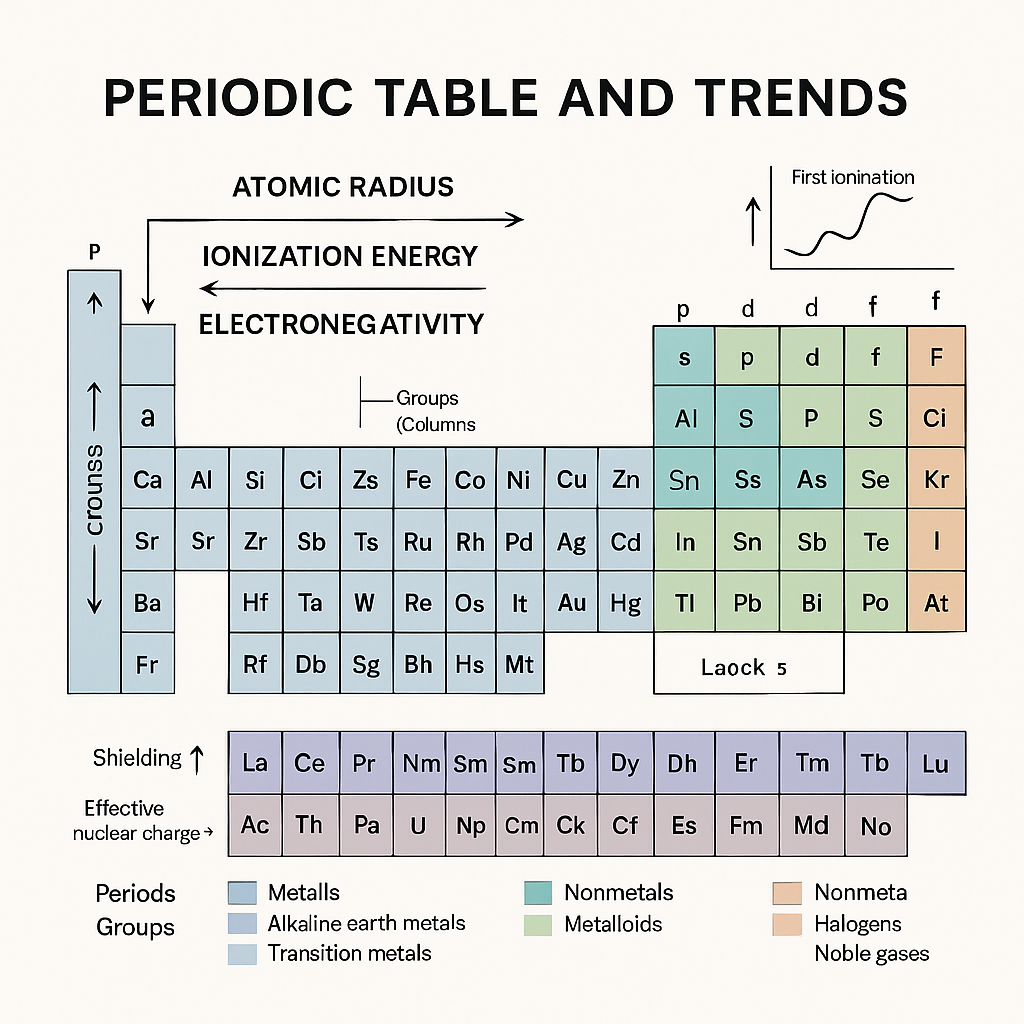 PERIODIC TABLE AND TRENDS
ATOMIC RADIUS
IONIZATION ENERGY
ELECTRONEGATIVITY
First ionination
Groups
(Columns
P
crounss
p d d f f
s p d f F
a Al S P S Ci
Ca Al Si Ci Zs Fe Co Ni Cu Zn Sn Ss As Se Kr
Sr Sr Zr Sb Ts Ru Rh Pd Ag Cd In Sn Sb Te I
Ba Hf Ta W Re Os It Au Hg Tl Pb Bi Po At
Fr Rf Db Sg Bh Hs Mt Laock 5
Shielding
La Ce Pr Nm Sm Sm Tb Dy Dh Er Tm Tb Lu
Effective
nuclear charge
Ac Th Pa U Np Cm Ck Cf Es Fm Md No
Periods
Groups
Metalls
Alkaline earth metals
Transition metals
Nonmetals
Metalloids
Nonmeta
Halogens
Noble gases